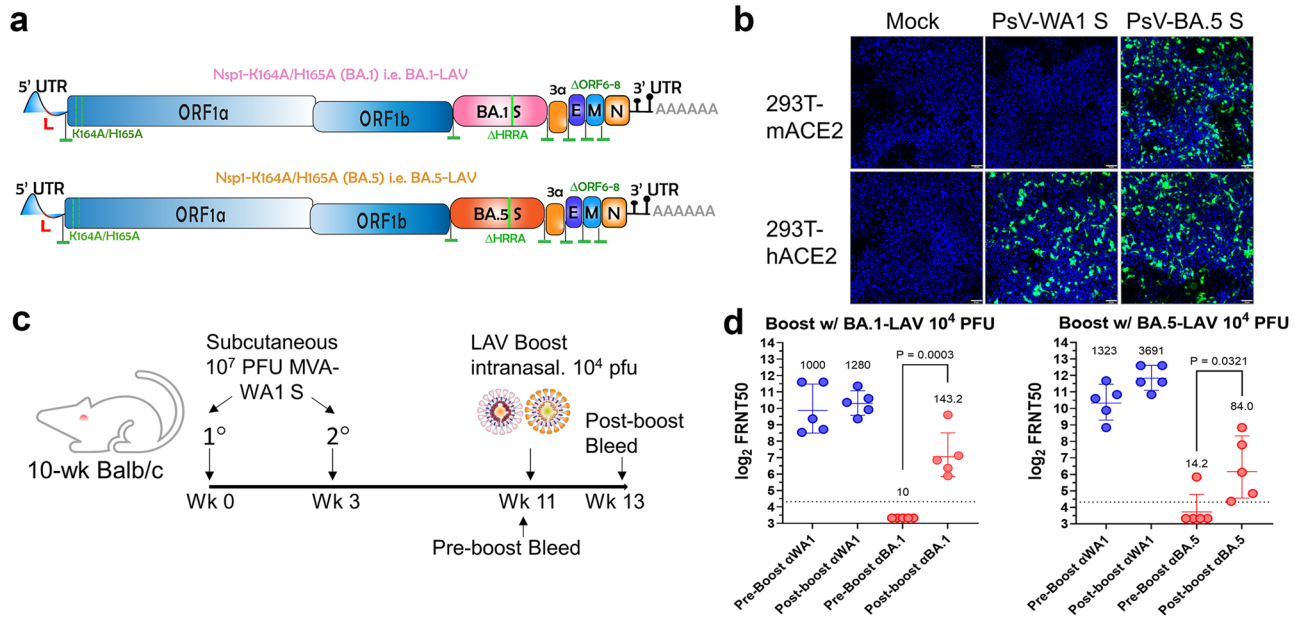 a
Nsp1-K164A/H165A (BA.1) i.e. BA.1-LAV
5' UTR
L
K164A/H165A
ORF1a
ORF1b
BA.1 S
ΔHRRA
3a
ΔORF6-8
E
M
N
3' UTR
AAAAAA
Nsp1-K164A/H165A (BA.5) i.e. BA.5-LAV
5' UTR
L
K164A/H165A
ORF1a
ORF1b
BA.5 S
ΔHRRA
3a
ΔORF6-8
E
M
N
3' UTR
AAAAAA
b
Mock
PsV-WA1 S
PsV-BA.5 S
293T-
mACE2
293T-
hACE2
c
Subcutaneous
10⁷ PFU MVA-
WA1 S
1°
2°
LAV Boost
intranasal. 10⁴ pfu
Post-boost
Bleed
10-wk Balb/c
Wk 0
Wk 3
Wk 11
Wk 13
Pre-boost Bleed
d
Boost w/ BA.1-LAV 10⁴ PFU
log₂ FRNT50
14
13
12
11
10
9
8
7
6
5
4
3
1000
1280
10
143.2
P = 0.0003
Pre-Boost αWA1
Post-boost αWA1
Pre-Boost αBA.1
Post-boost αBA.1
Boost w/ BA.5-LAV 10⁴ PFU
log₂ FRNT50
14
13
12
11
10
9
8
7
6
5
4
3
1323
3691
14.2
84.0
P = 0.0321
Pre-Boost αWA1
Post-boost αWA1
Pre-Boost αBA.5
Post-boost αBA.5